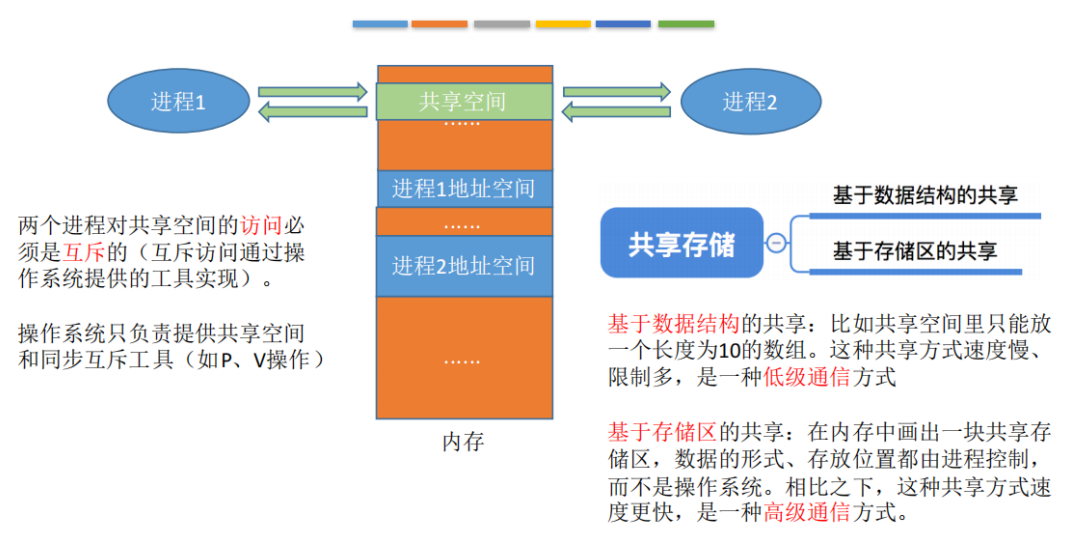 进程1
共享空间
进程2
......
进程1地址空间
......
进程2地址空间
......
内存
两个进程对共享空间的访问必
须是互斥的（互斥访问通过操
作系统提供的工具实现）。
操作系统只负责提供共享空间
和同步互斥工具（如P、V操作）
共享存储
基于数据结构的共享
基于存储区的共享
基于数据结构的共享：比如共享空间里只能放
一个长度为10的数组。这种共享方式速度慢、
限制多，是一种低级通信方式
基于存储区的共享：在内存中画出一块共享存
储区，数据的形式、存放位置都由进程控制，
而不是操作系统。相比之下，这种共享方式速
度更快，是一种高级通信方式。